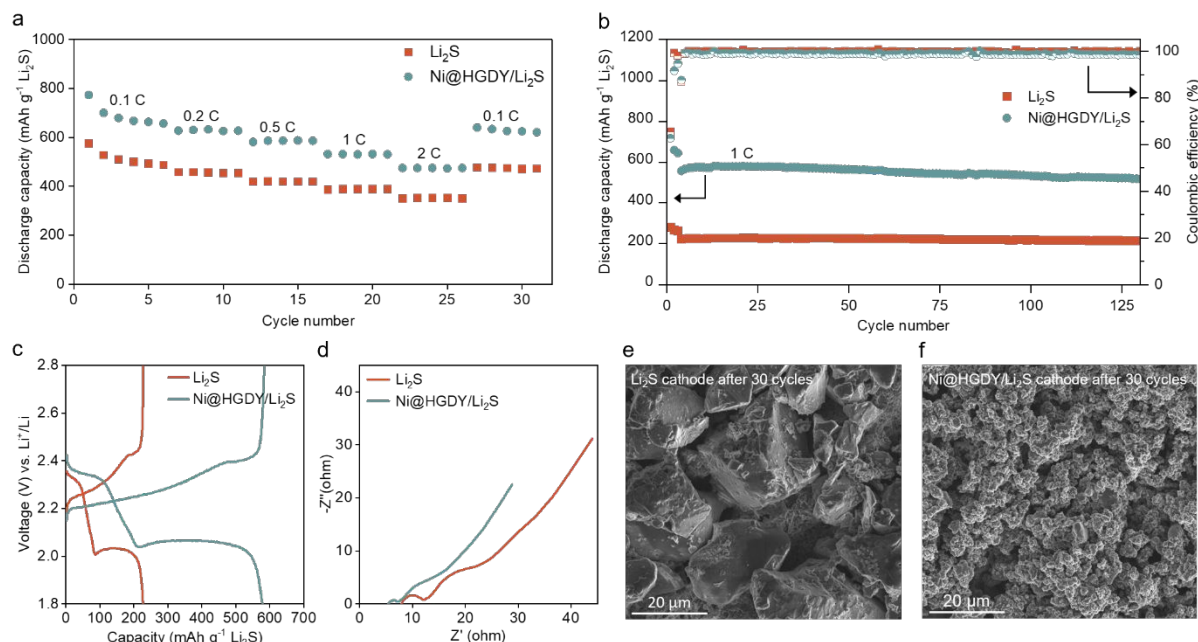 a
Discharge capacity (mAh g⁻¹ Li₂S)
1000
800
600
400
200
0
Li₂S
Ni@HGDY/Li₂S
0.1 C
0.2 C
0.5 C
1 C
2 C
0.1 C
0 5 10 15 20 25 30
Cycle number
b
Discharge capacity (mAh g⁻¹ Li₂S)
1200
1000
800
600
400
200
0
Li₂S
Ni@HGDY/Li₂S
1 C
100
80
60
40
20
0
Coulombic efficiency (%)
0 25 50 75 100 125
Cycle number
c
Voltage (V) vs. Li⁺/Li
2.8
2.6
2.4
2.2
2.0
1.8
Li₂S
Ni@HGDY/Li₂S
0 100 200 300 400 500 600 700
Capacity (mAh g⁻¹ Li₂S)
d
-Z''(ohm)
40
30
20
10
0
Li₂S
Ni@HGDY/Li₂S
0 10 20 30 40
Z' (ohm)
e
Li₂S cathode after 30 cycles
20 μm
f
Ni@HGDY/Li₂S cathode after 30 cycles
20 μm